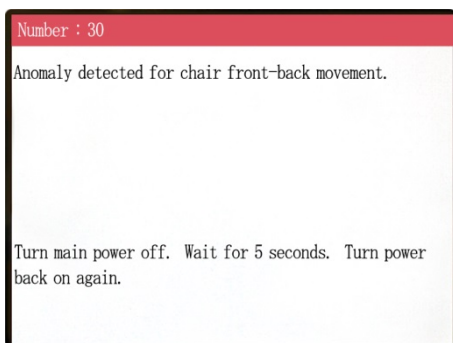 Number : 30
Anomaly detected for chair front-back movement.
Turn main power off. Wait for 5 seconds. Turn power
back on again.